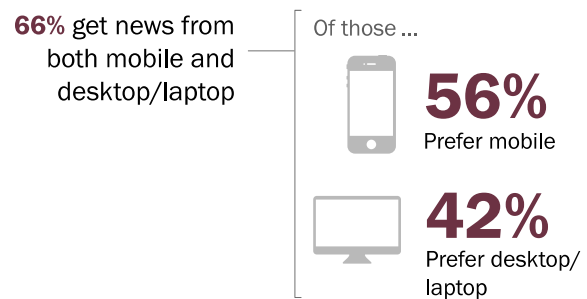 66% get news from
both mobile and
desktop/laptop
Of those ...
56%
Prefer mobile
42%
Prefer desktop/
laptop